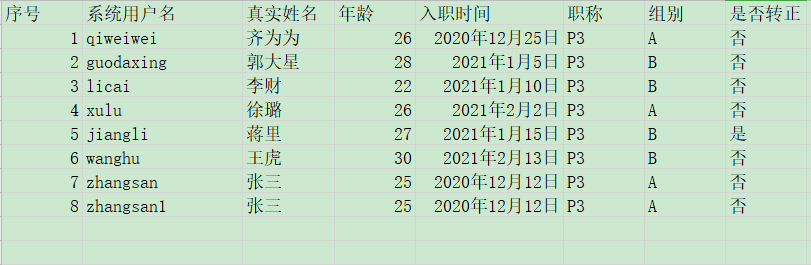 序号 系统用户名 真实姓名 年龄 入职时间 职称 组别 是否转正
1 qiweiwei 齐为为 26 2020年12月25日 P3 A 否
2 guodaxing 郭大星 28 2021年1月5日 P3 B 否
3 licai 李财 22 2021年1月10日 P3 B 否
4 xulu 徐璐 26 2021年2月2日 P3 A 否
5 jiangli 蒋里 27 2021年1月15日 P3 B 是
6 wanghu 王虎 30 2021年2月13日 P3 B 否
7 zhangsan 张三 25 2020年12月12日 P3 A 否
8 zhangsan1 张三 25 2020年12月12日 P3 A 否